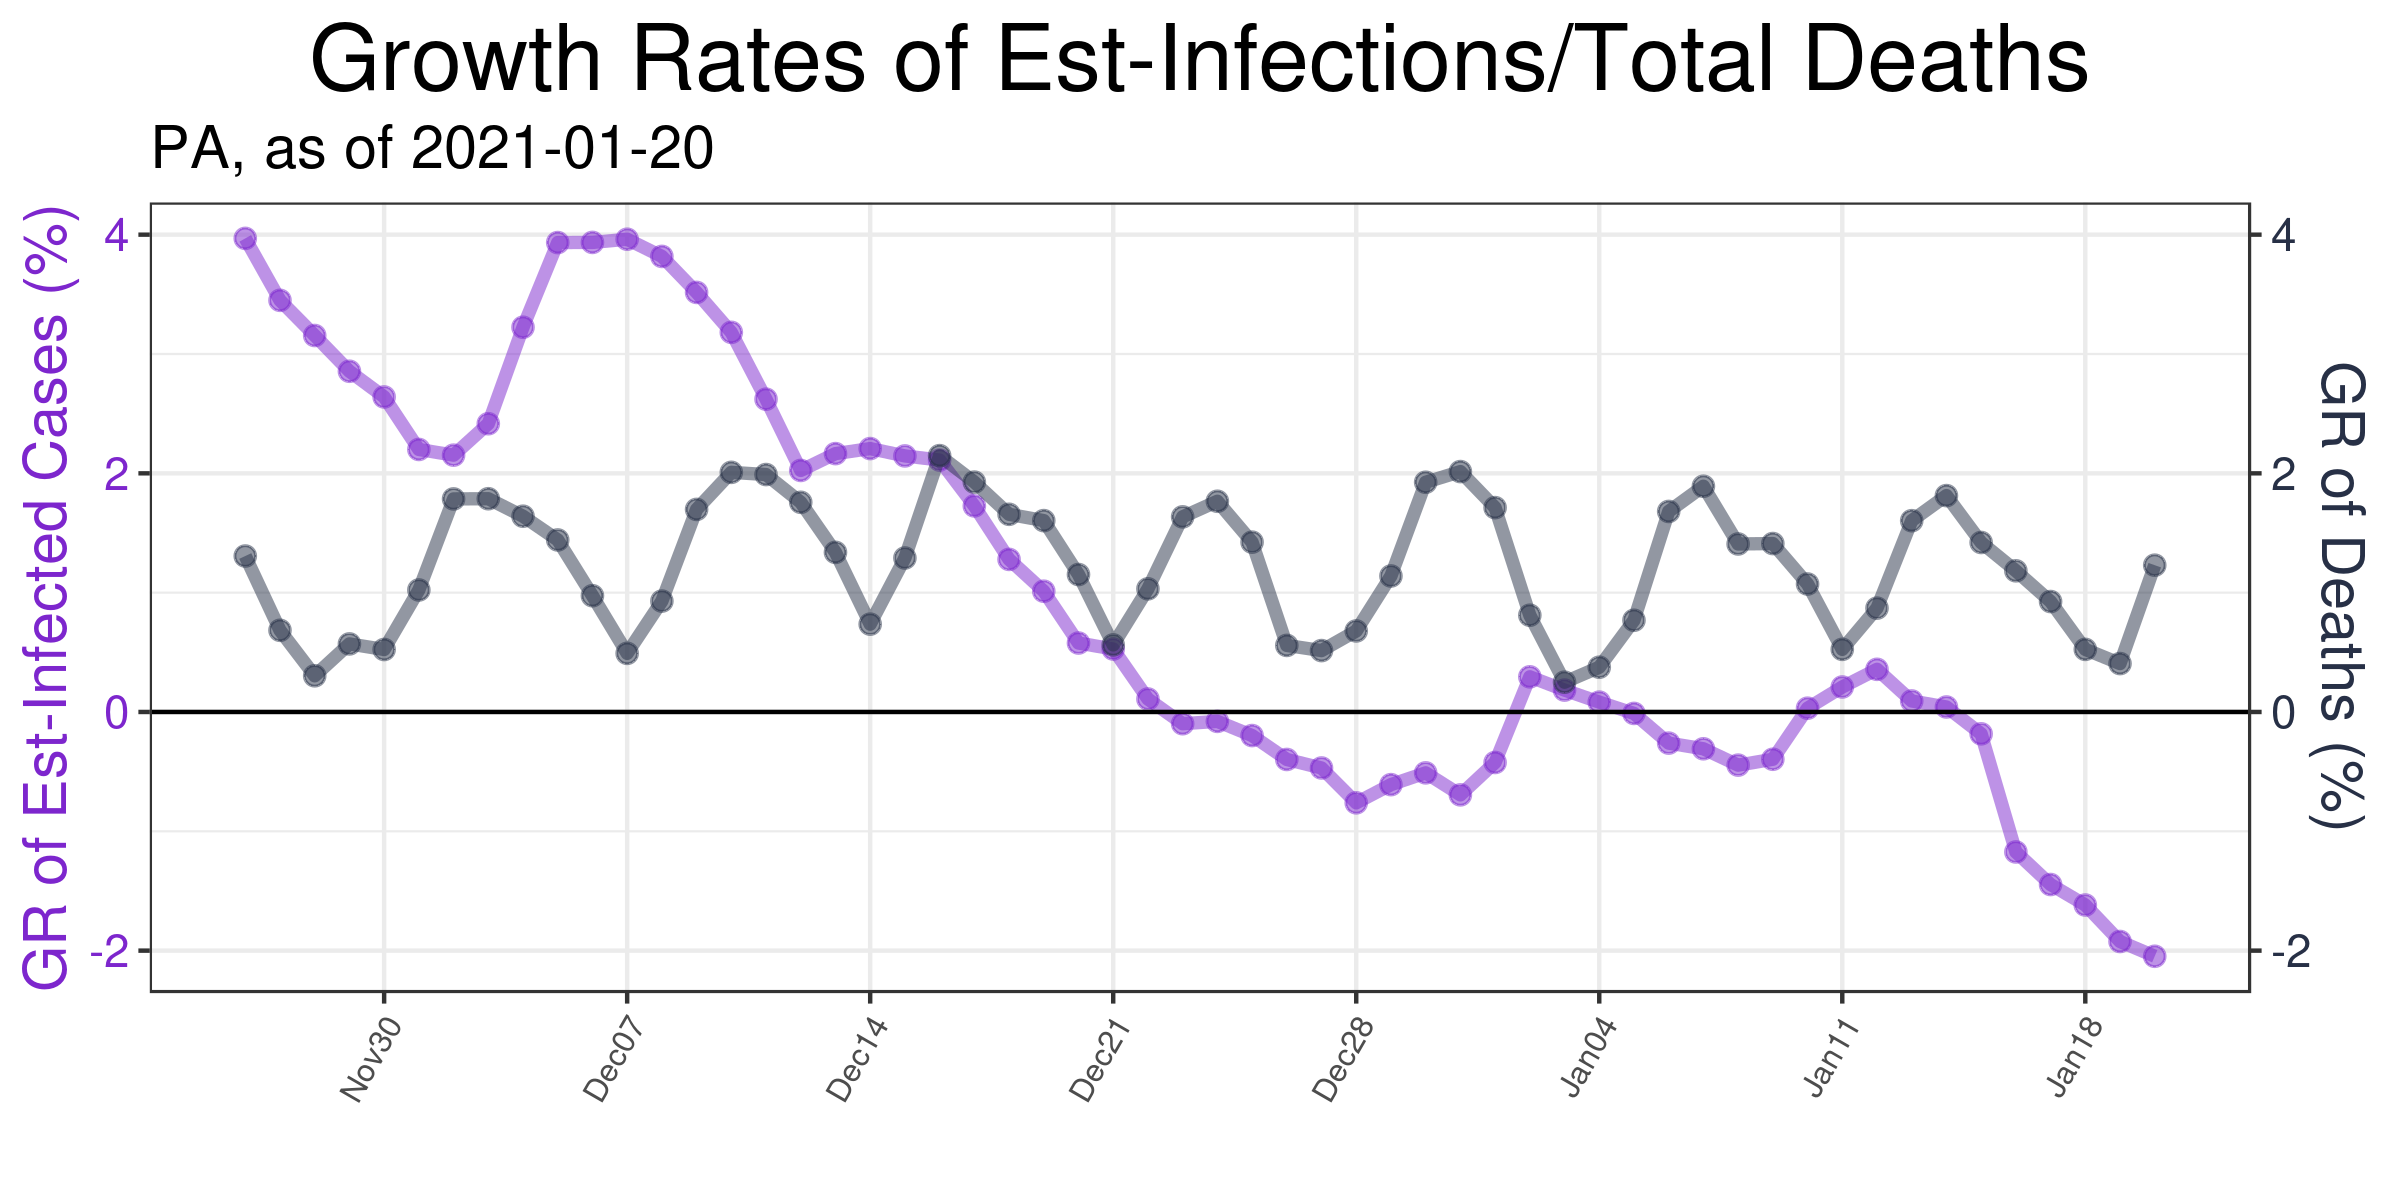 Growth Rates of Est-Infections/Total Deaths
PA, as of 2021-01-20
GR of Est-Infected Cases (%)
4
2
0
-2
4
2
0
-2
GR of Deaths (%)
Nov30
Dec07
Dec14
Dec21
Dec28
Jan04
Jan11
Jan18